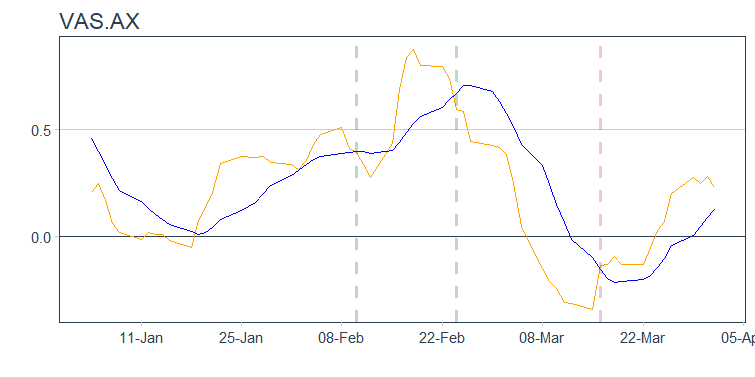 VAS.AX
0.5
0.0
11-Jan
25-Jan
08-Feb
22-Feb
08-Mar
22-Mar
05-Ap